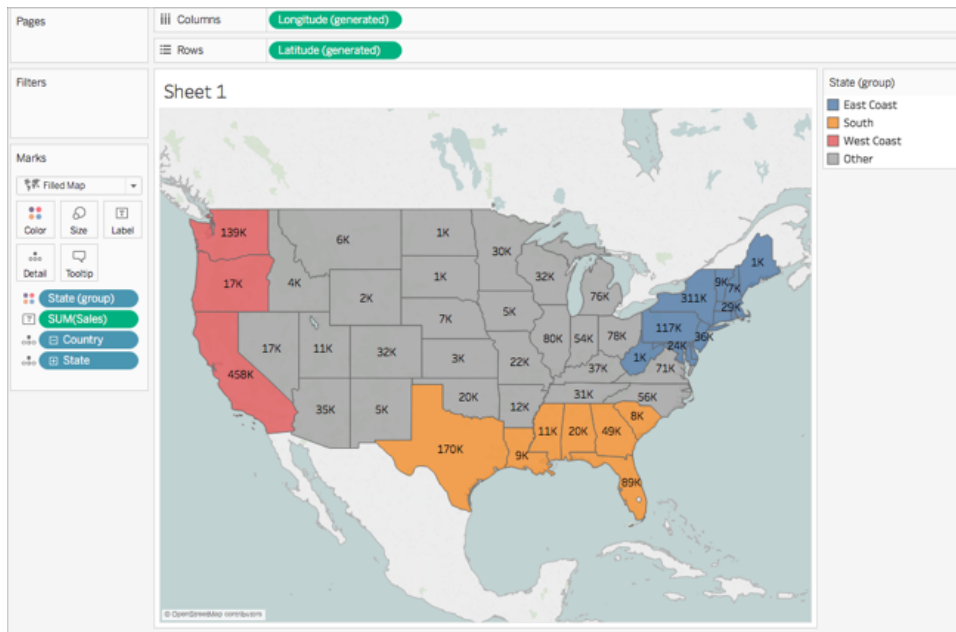 Pages
Columns
Longitude (generated)
Rows
Latitude (generated)
Filters
Marks
Filled Map
Color
Size
Label
Detail
Tooltip
State (group)
SUM(Sales)
Country
State
Sheet 1
139K
6K
1K
30K
1K
17K
4K
1K
32K
9K
7K
311K
2K
76K
29K
7K
5K
117K
36K
17K
11K
32K
80K
54K
78K
24K
1K
458K
3K
22K
37K
71K
35K
5K
20K
12K
31K
56K
8K
170K
9K
11K
20K
49K
89K
© OpenStreetMap contributors
State (group)
East Coast
South
West Coast
Other